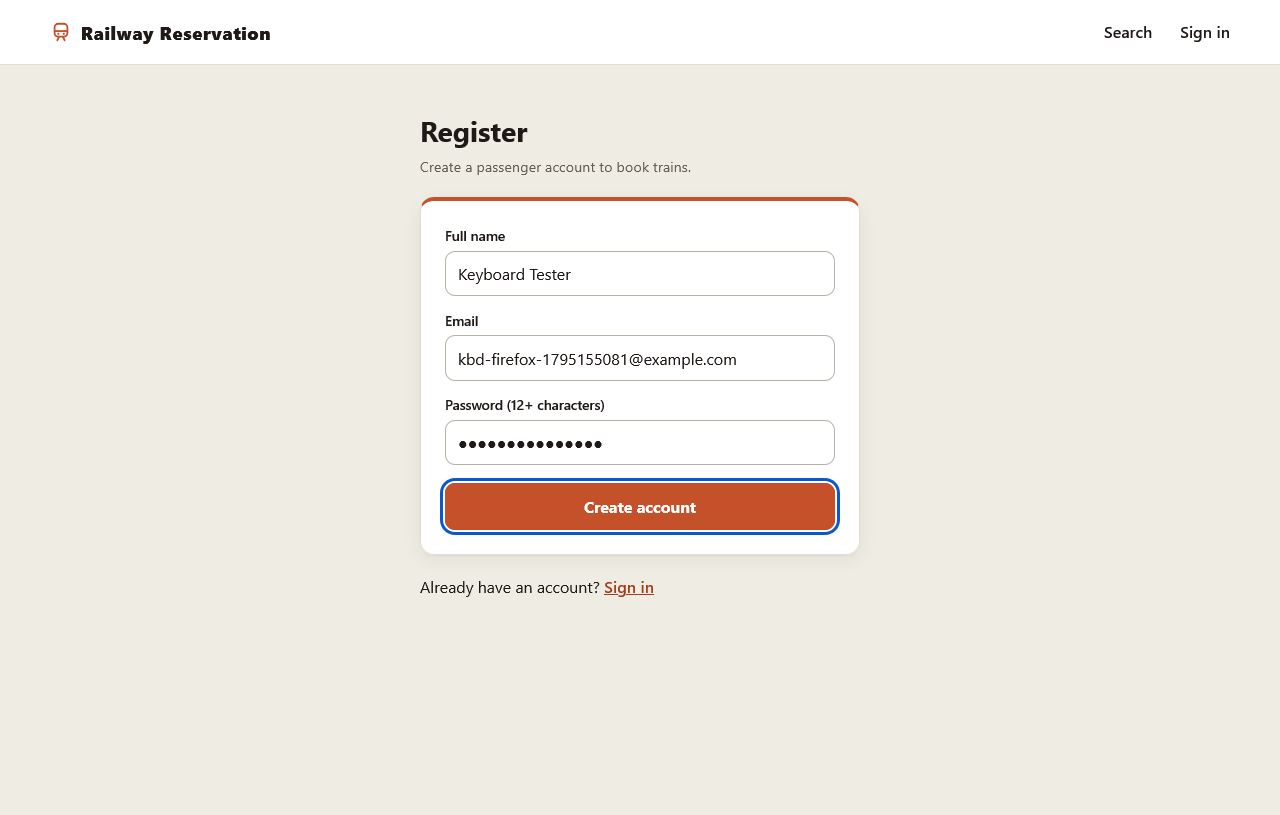 Railway Reservation
Search
Sign in
Register
Create a passenger account to book trains.
Full name
Keyboard Tester
Email
kbd-firefox-1795155081@example.com
Password (12+ characters)
●●●●●●●●●●●●●●●
Create account
Already have an account? Sign in